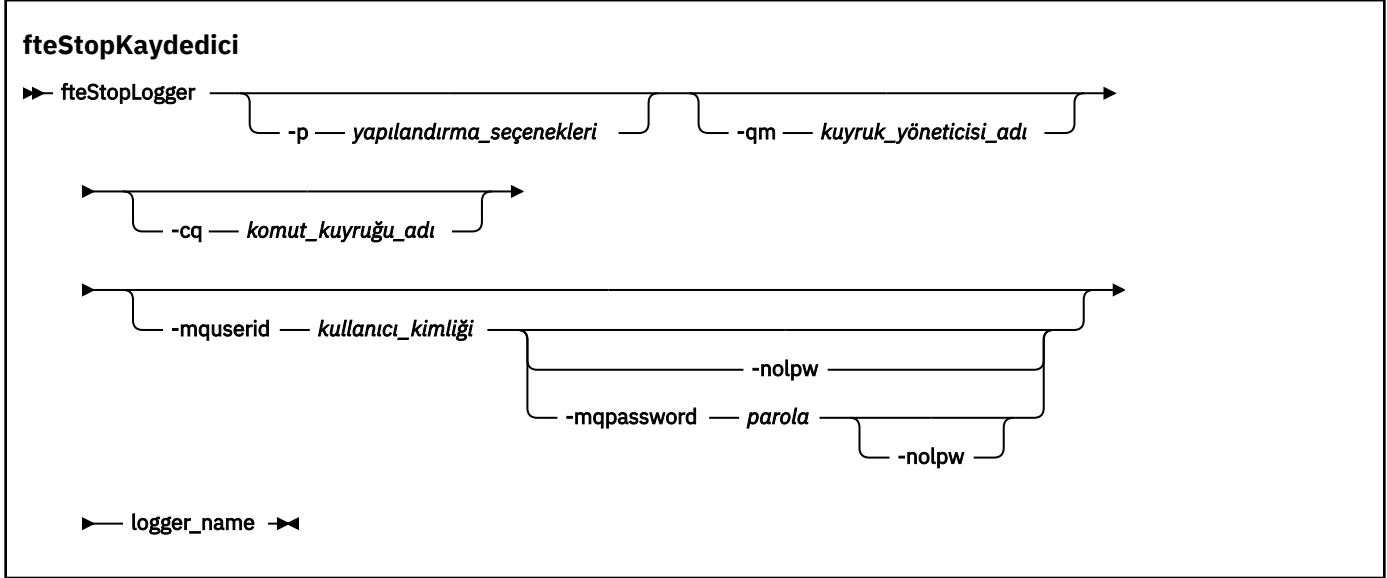 fteStopKaydedici
fteStopLogger
-p yapılandırma_seçenekleri -qm kuyruk_yöneticisi_adı
-cq komut_kuyruğu_adı
-mquserid kullanıcı_kimliği
-nolpw
-mqpassword parola
-nolpw
logger_name